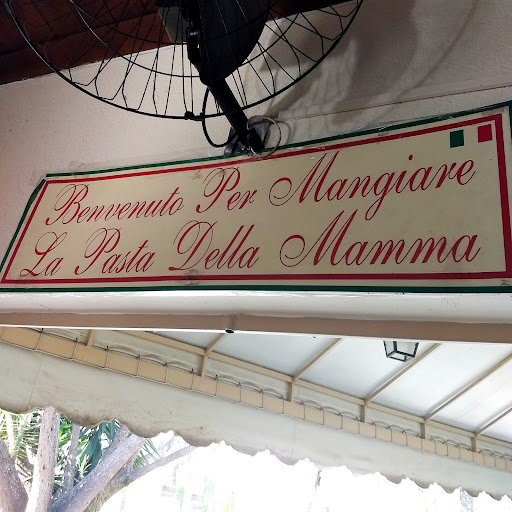 Benvenuto Per Mangiare
La Pasta Della Mamma